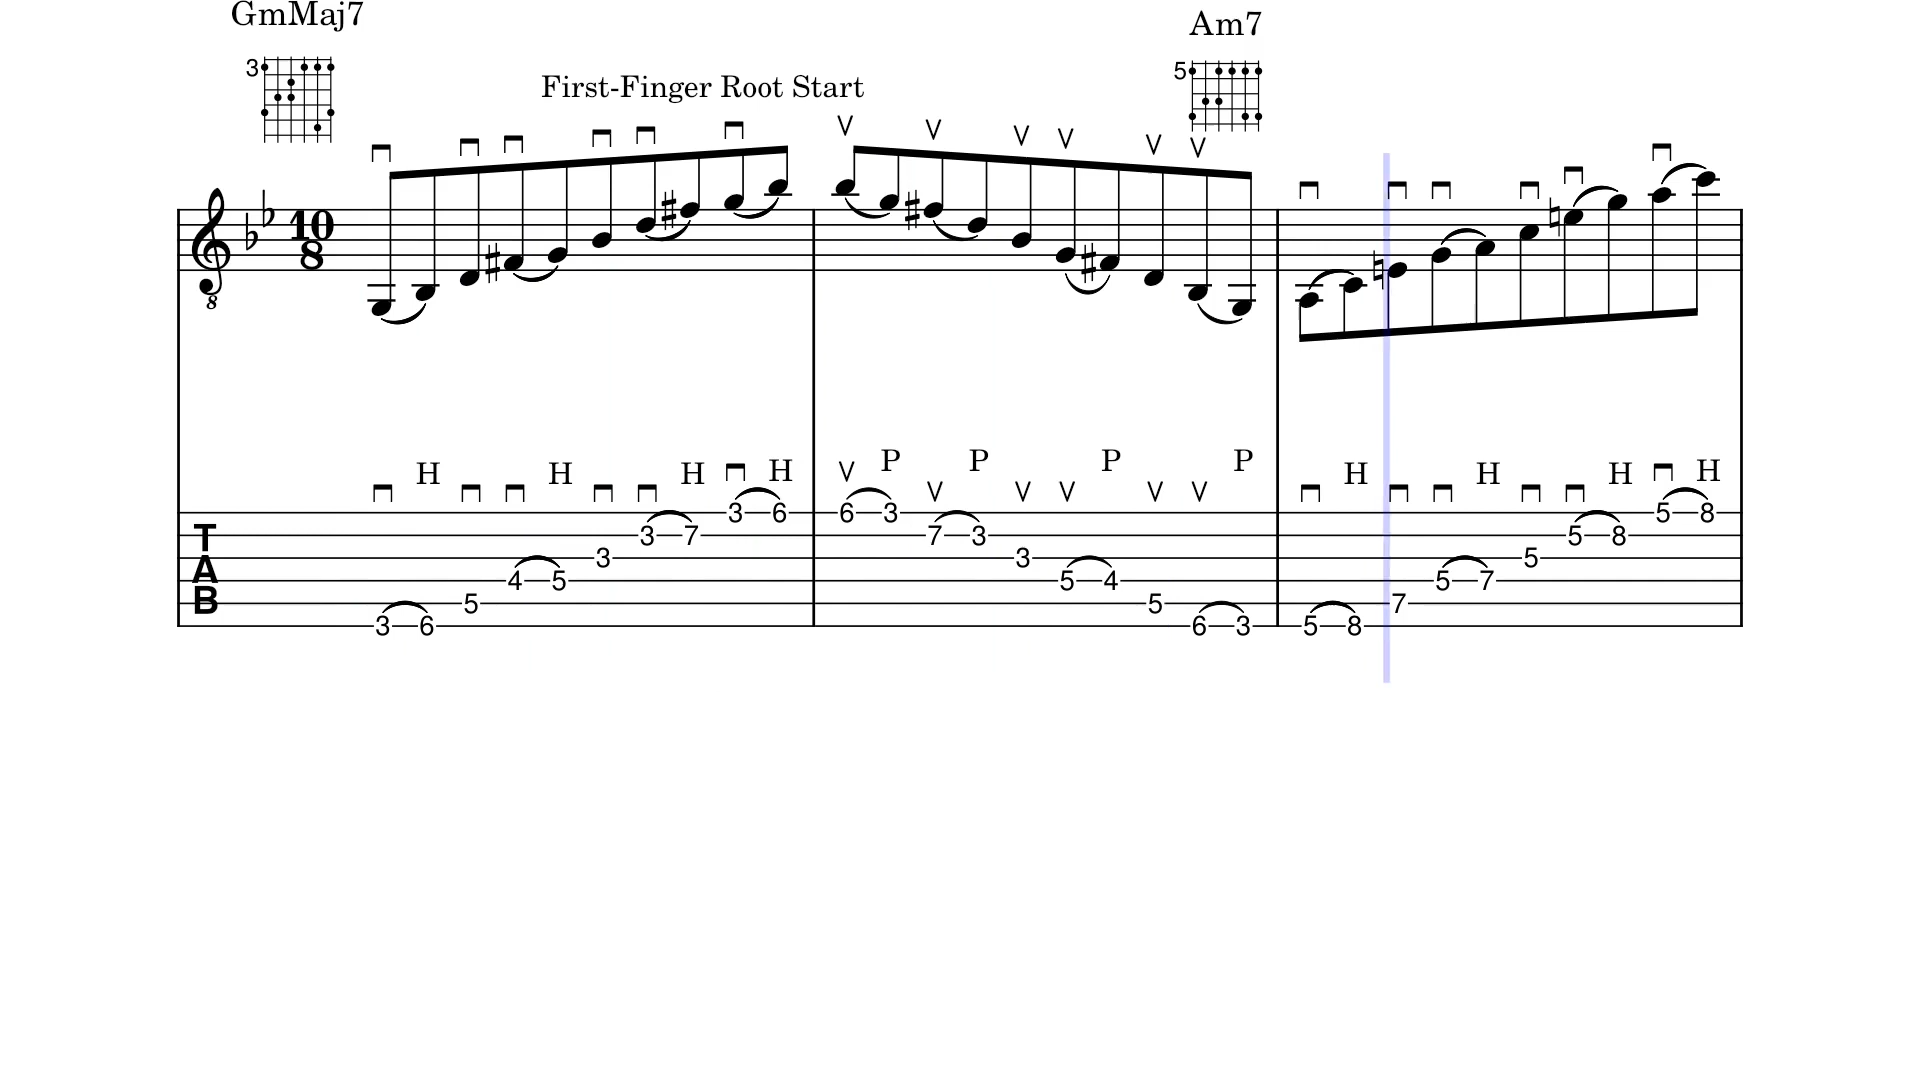 GmMaj7
Am7
3
5
First-Finger Root Start
10
8
8
H H H H P P P P H H H H
T
A
B
3 6 5 4 5 3 3 7 3 6
6 3 7 3 3 5 4 5 6 3
5 8 7 5 7 5 5 8 5 8